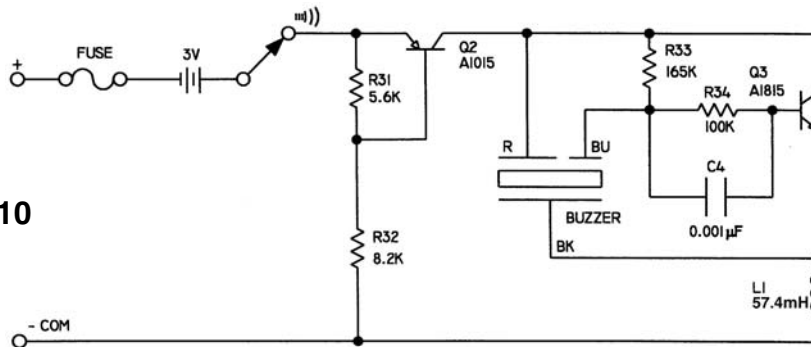 FUSE
+
3V
R31
5.6K
Q2
A1015
R33
165K
Q3
A1815
R34
100K
R
BU
C4
0.001µF
BUZZER
BK
10
R32
8.2K
L1
57.4mH
- COM